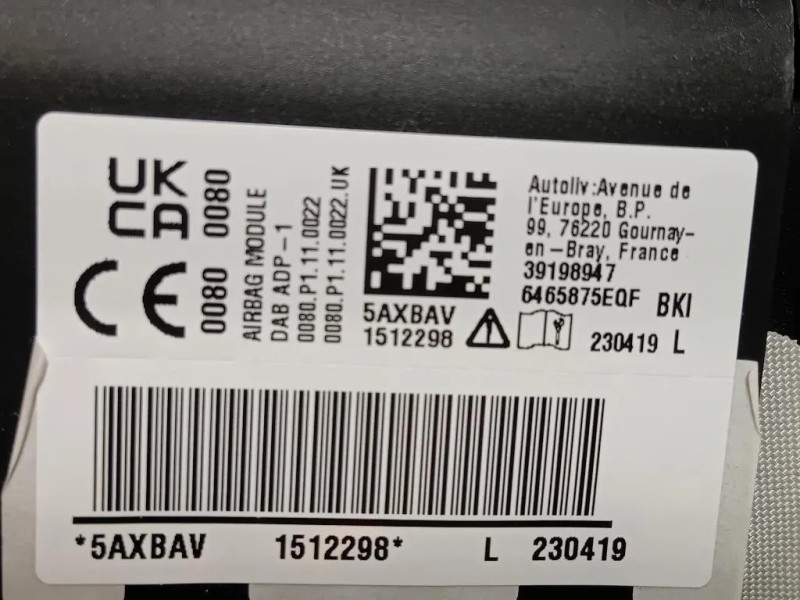 UK
CA
0080
CE
0080
AIRBAG MODULE
DAB ADP-1
0080.P1.11.0022
0080.P1.11.0022.UK
5AXBAV
1512298
Autoliv:Avenue de
l'Europe, B.P.
99, 76220 Gournay-
en-Bray, France
39198947
6465875EQF BKI
230419 L
*5AXBAV 1512298* L 230419